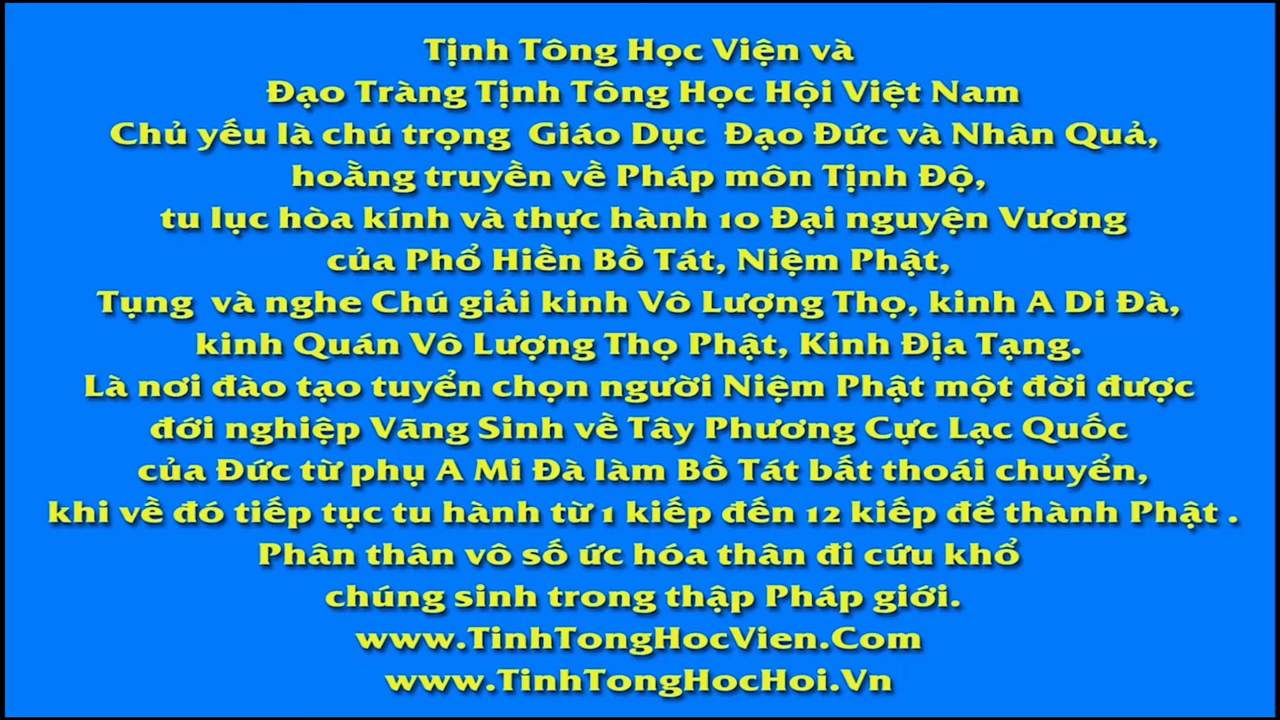 Tịnh Tông Học Viện và
Đạo Tràng Tịnh Tông Học Hội Việt Nam
Chủ yếu là chú trọng Giáo Dục Đạo Đức và Nhân Quả,
hoằng truyền về Pháp môn Tịnh Độ,
tu lục hòa kính và thực hành 10 Đại nguyện Vương
của Phổ Hiền Bồ Tát, Niệm Phật,
Tụng và nghe Chú giải kinh Vô Lượng Thọ, kinh A Di Đà,
kinh Quán Vô Lượng Thọ Phật, Kinh Địa Tạng.
Là nơi đào tạo tuyển chọn người Niệm Phật một đời được
đới nghiệp Vãng Sinh về Tây Phương Cực Lạc Quốc
của Đức từ phụ A Mi Đà làm Bồ Tát bất thoái chuyển,
khi về đó tiếp tục tu hành từ 1 kiếp đến 12 kiếp để thành Phật .
Phân thân vô số ức hóa thân đi cứu khổ
chúng sinh trong thập Pháp giới.
www.TinhTongHocVien.Com
www.TinhTongHocHoi.Vn